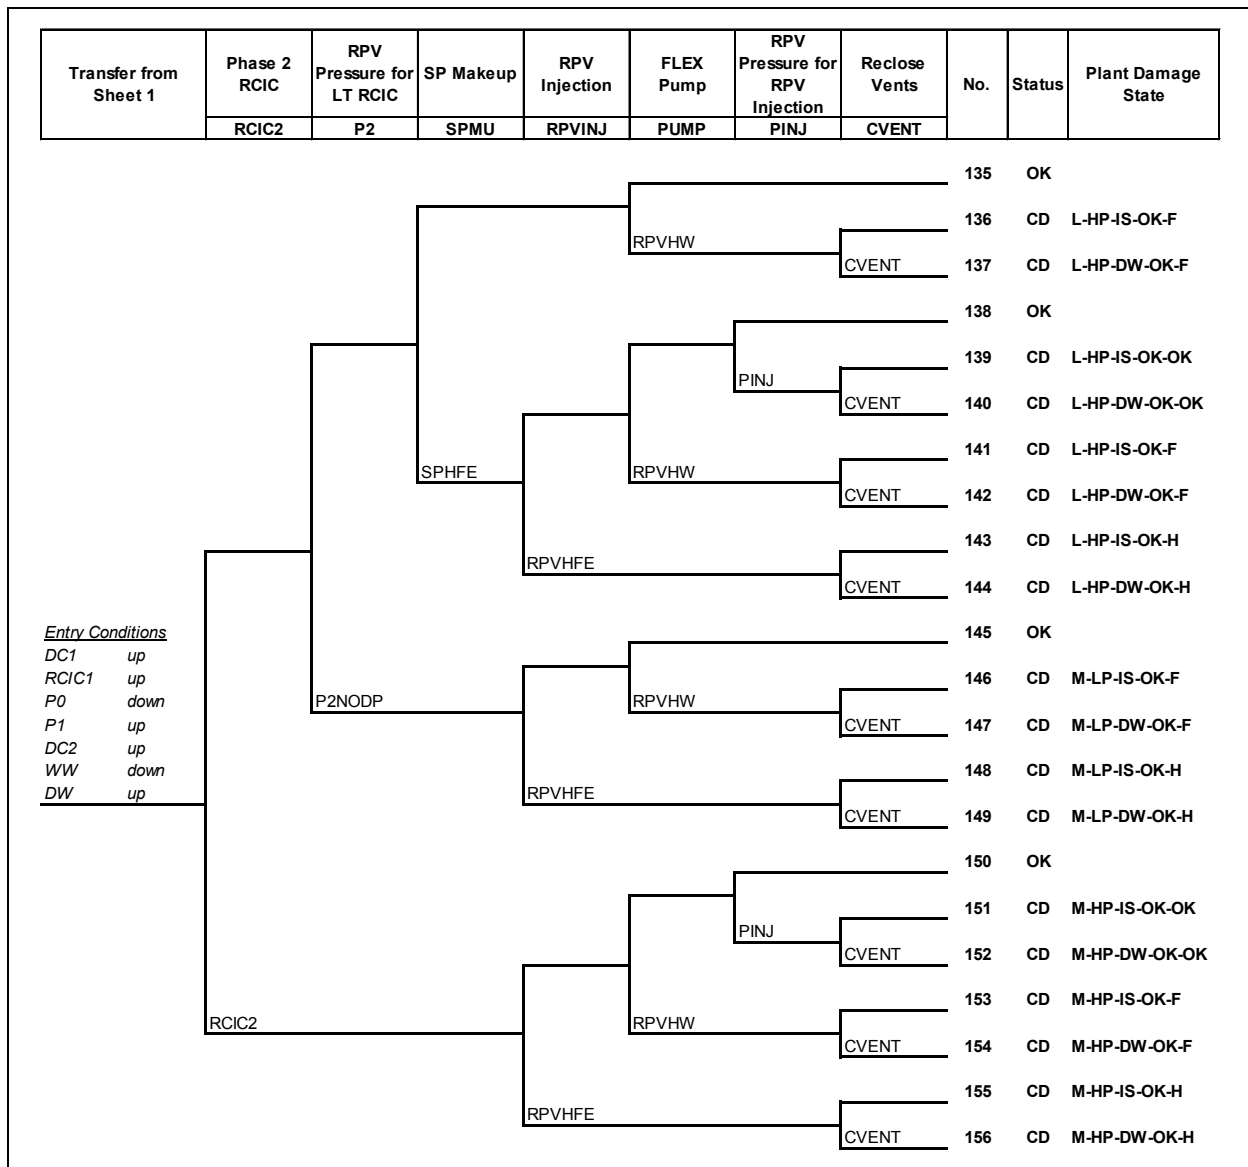 Transfer from Sheet 1
Phase 2 RCIC
RPV Pressure for LT RCIC
SP Makeup
RPV Injection
FLEX Pump
RPV Pressure for RPV Injection
Reclose Vents
No.
Status
Plant Damage State
RCIC2 P2 SPMU RPVINJ PUMP PINJ CVENT
135 OK
136 CD L-HP-IS-OK-F
RPVHW
CVENT 137 CD L-HP-DW-OK-F
138 OK
139 CD L-HP-IS-OK-OK
PINJ
CVENT 140 CD L-HP-DW-OK-OK
141 CD L-HP-IS-OK-F
SPHFE RPVHW
CVENT 142 CD L-HP-DW-OK-F
143 CD L-HP-IS-OK-H
RPVHFE
CVENT 144 CD L-HP-DW-OK-H
Entry Conditions
DC1 up
RCIC1 up
P0 down
P1 up
DC2 up
WW down
DW up
145 OK
146 CD M-LP-IS-OK-F
P2NODP RPVHW
CVENT 147 CD M-LP-DW-OK-F
148 CD M-LP-IS-OK-H
RPVHFE
CVENT 149 CD M-LP-DW-OK-H
150 OK
151 CD M-HP-IS-OK-OK
PINJ
CVENT 152 CD M-HP-DW-OK-OK
153 CD M-HP-IS-OK-F
RCIC2 RPVHW
CVENT 154 CD M-HP-DW-OK-F
155 CD M-HP-IS-OK-H
RPVHFE
CVENT 156 CD M-HP-DW-OK-H